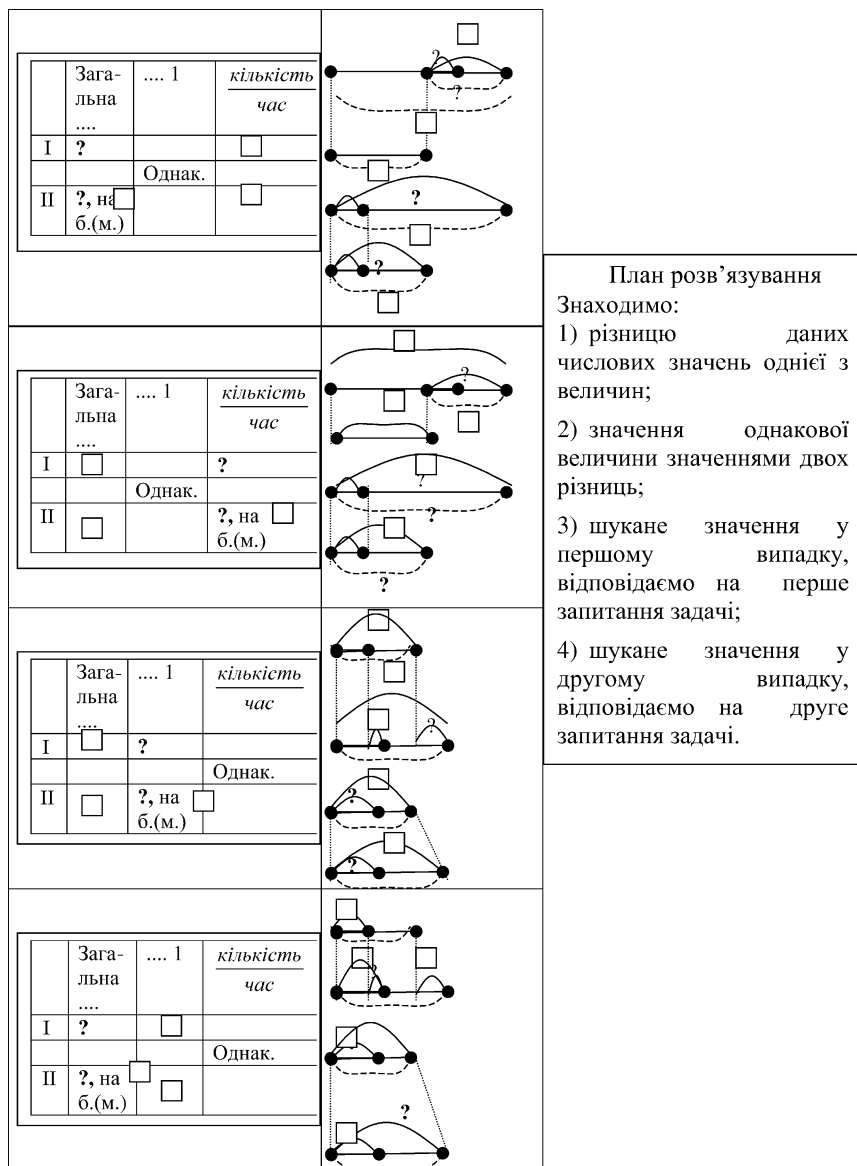 Зага- .... 1 кількість
льна час
....
I ?
Однак.
II ?, на
б.(м.)
?
?
?
?
Зага- .... 1 кількість
льна час
....
I ?
Однак.
II ?, на
б.(м.)
?
?
?
?
Зага- .... 1 кількість
льна час
....
I ?
Однак.
II ?, на
б.(м.)
?
?
?
Зага- .... 1 кількість
льна час
....
I ?
Однак.
II ?, на
б.(м.)
?
?
План розв’язування
Знаходимо:
1) різницю даних
числових значень однієї з
величин;
2) значення однакової
величини значеннями двох
різниць;
3) шукане значення у
першому випадку,
відповідаємо на перше
запитання задачі;
4) шукане значення у
другому випадку,
відповідаємо на друге
запитання задачі.